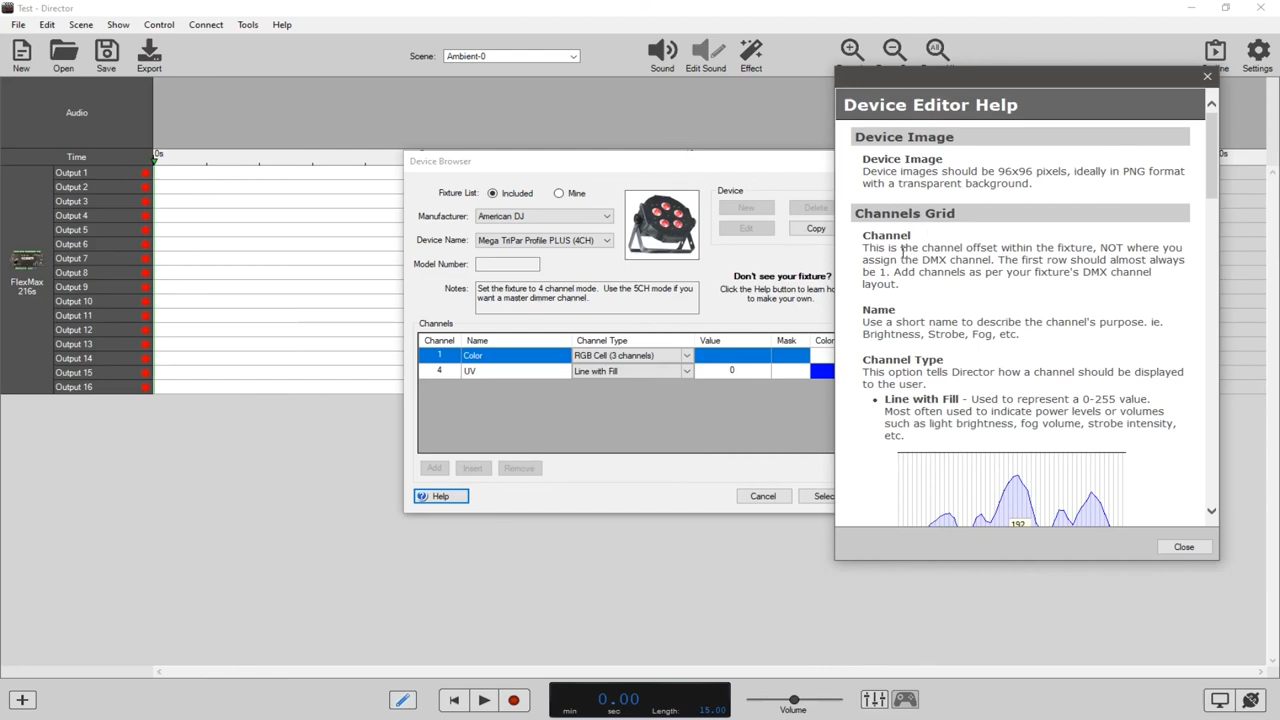 Test - Director
File Edit Scene Show Control Connect Tools Help
New Open Save Export
Scene: Ambient-0
Sound Edit Sound Effect
Settings
Audio
Time 0s
Output 1
Output 2
Output 3
Output 4
Output 5
Output 6
Output 7
Output 8
Output 9
Output 10
Output 11
Output 12
Output 13
Output 14
Output 15
Output 16
FlexMax
216s
Device Browser
Fixture List: Included Mine
Manufacturer: American DJ
Device Name: Mega TriPar Profile PLUS (4CH)
Model Number:
Notes: Set the fixture to 4 channel mode. Use the 5CH mode if you
want a master dimmer channel.
Device
New Delete
Edit Copy
Don't see your fixture?
Click the Help button to learn ho
to make your own.
Channels
Channel Name Channel Type Value Mask Color
1 Color RGB Cell (3 channels)
4 UV Line with Fill 0
Add Insert Remove
Help Cancel Selec
Device Editor Help
Device Image
Device Image
Device images should be 96x96 pixels, ideally in PNG format
with a transparent background.
Channels Grid
Channel
This is the channel offset within the fixture, NOT where you
assign the DMX channel. The first row should almost always
be 1. Add channels as per your fixture's DMX channel
layout.
Name
Use a short name to describe the channel's purpose. ie.
Brightness, Strobe, Fog, etc.
Channel Type
This option tells Director how a channel should be displayed
to the user.
• Line with Fill - Used to represent a 0-255 value.
Most often used to indicate power levels or volumes
such as light brightness, fog volume, strobe intensity,
etc.
192
Close
0.00
min sec Length: 15.00
Volume